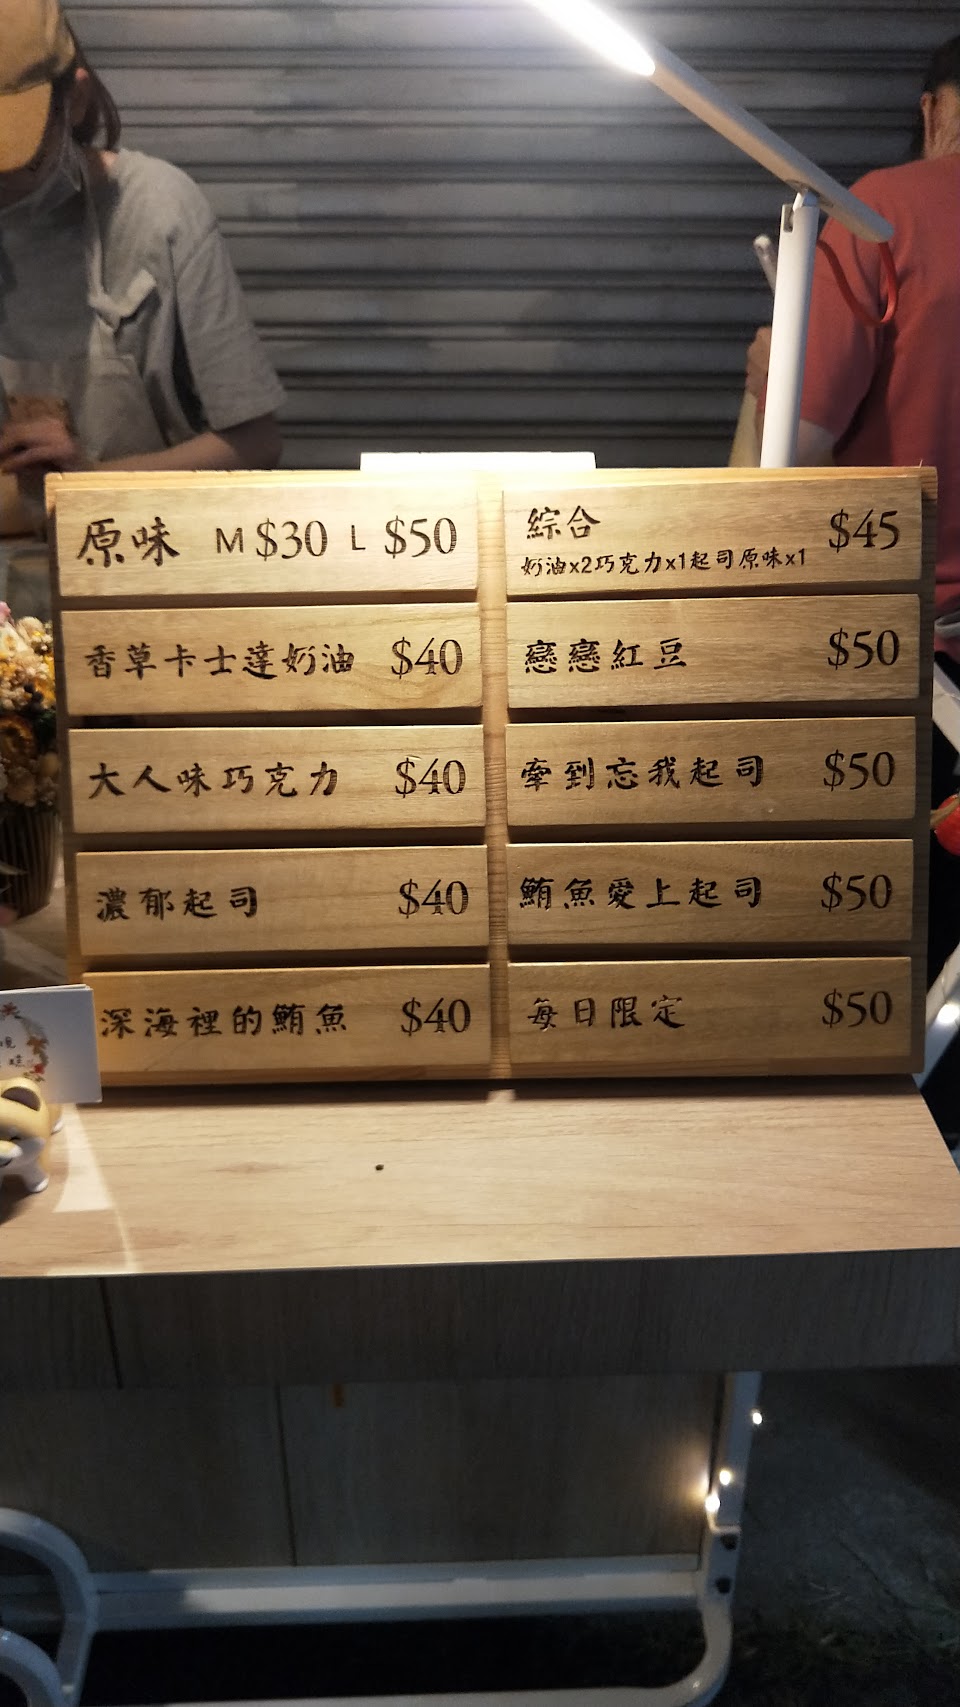 原味 M $30 L $50
香草卡士達奶油 $40
大人味巧克力 $40
濃郁起司 $40
深海裡的鮪魚 $40
綜合 $45
奶油x2巧克力x1起司原味x1
戀戀紅豆 $50
牽到忘我起司 $50
鮪魚愛上起司 $50
每日限定 $50